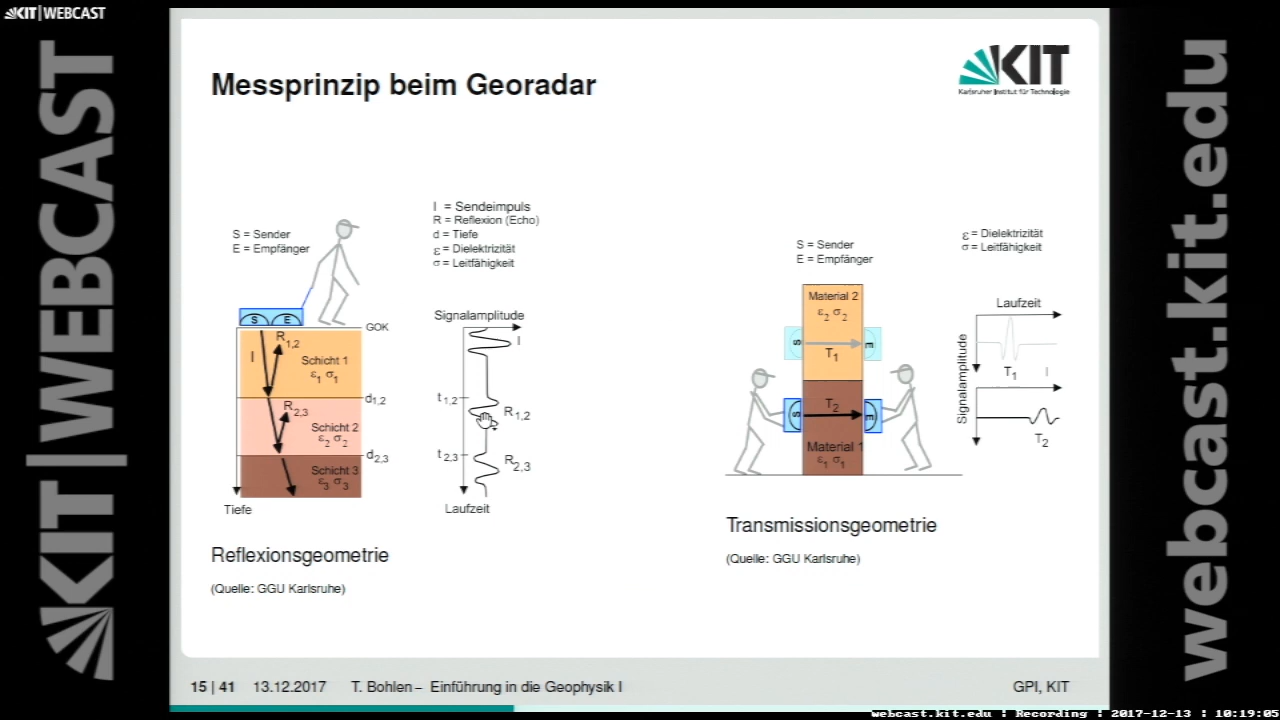 KIT|WEBCAST
KIT|WEBCAST
webcast.kit.edu
Messprinzip beim Georadar
KIT
Karlsruher Institut für Technologie
S = Sender
E = Empfänger
I = Sendeimpuls
R = Reflexion (Echo)
d = Tiefe
ε = Dielektrizität
σ = Leitfähigkeit
S E
GOK
I
R1,2
Schicht 1
ε1 σ1
d1,2
R2,3
Schicht 2
ε2 σ2
d2,3
Schicht 3
ε3 σ3
Tiefe
Signalamplitude
I
t1,2
R1,2
t2,3
R2,3
Laufzeit
Reflexionsgeometrie
(Quelle: GGU Karlsruhe)
S = Sender
E = Empfänger
ε = Dielektrizität
σ = Leitfähigkeit
Material 2
ε2 σ2
S E
T1
T2
S E
Material 1
ε1 σ1
Laufzeit
Signalamplitude
T1
I
T2
Transmissionsgeometrie
(Quelle: GGU Karlsruhe)
15 | 41 13.12.2017 T. Bohlen – Einführung in die Geophysik I GPI, KIT
webcast.kit.edu : Recording : 2017-12-13 : 10:19:05